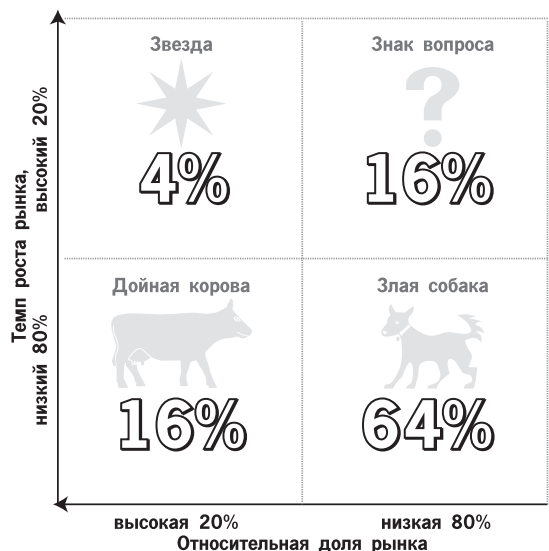 Звезда
Знак вопроса
?
4%
16%
Дойная корова
Злая собака
16%
64%
Темп роста рынка,
высокий 20%
низкий 80%
высокая 20%
низкая 80%
Относительная доля рынка